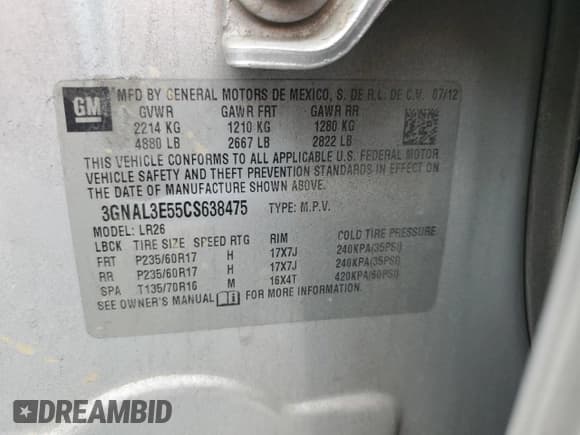 GM
MFD BY GENERAL MOTORS DE MEXICO, S. DE R.L. DE C.V. 07/12
GVWR GAWR FRT GAWR RR
2214 KG 1210 KG 1280 KG
4880 LB 2667 LB 2822 LB
THIS VEHICLE CONFORMS TO ALL APPLICABLE U.S. FEDERAL MOTOR
VEHICLE SAFETY AND THEFT PREVENTION STANDARDS IN EFFECT ON
THE DATE OF MANUFACTURE SHOWN ABOVE.
3GNAL3E55CS638475 TYPE: M.P.V.
MODEL: LR26
LBCK TIRE SIZE SPEED RTG RIM COLD TIRE PRESSURE
FRT P235/60R17 H 17X7J 240KPA(35PSI)
RR P235/60R17 H 17X7J 240KPA(35PSI)
SPA T135/70R16 M 16X4T 420KPA(60PSI)
SEE OWNER'S MANUAL FOR MORE INFORMATION.
DREAMBID